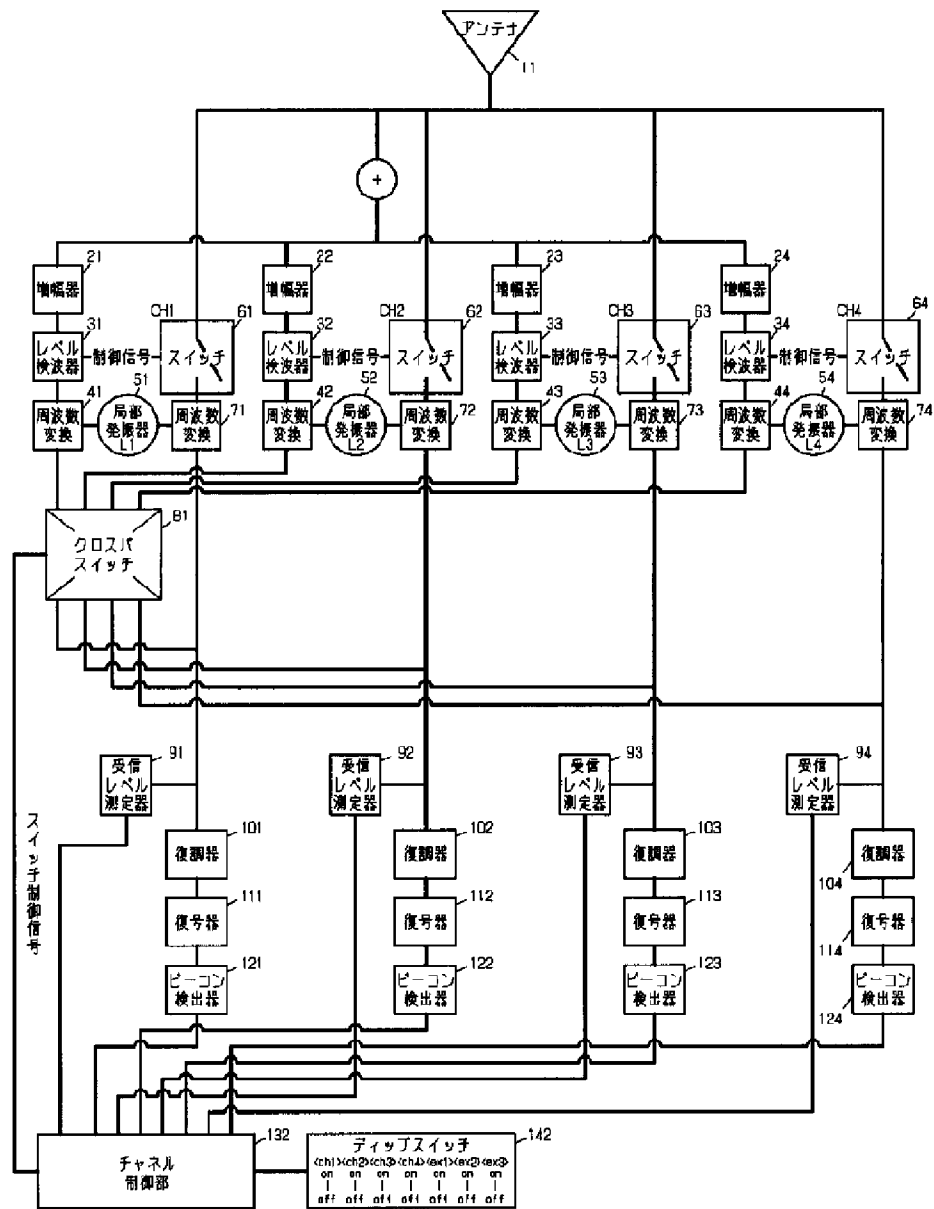 アンテナ
11
+
21
22
23
24
増幅器
増幅器
増幅器
増幅器
31
CH1
61
32
CH2
62
33
CH3
63
34
CH4
64
レベル
検波器
制御信号
スイッチ
レベル
検波器
制御信号
スイッチ
レベル
検波器
制御信号
スイッチ
レベル
検波器
制御信号
スイッチ
41
51
71
42
52
72
43
53
73
44
54
74
周波数
変換
局部
発振器
L1
周波数
変換
周波数
変換
局部
発振器
L2
周波数
変換
周波数
変換
局部
発振器
L3
周波数
変換
周波数
変換
局部
発振器
L4
周波数
変換
81
クロスバ
スイッチ
91
92
93
94
受信
レベル
測定器
受信
レベル
測定器
受信
レベル
測定器
受信
レベル
測定器
スイッチ制御信号
101
102
103
104
復調器
復調器
復調器
復調器
111
112
113
114
復号器
復号器
復号器
復号器
121
122
123
124
ビーコン
検出器
ビーコン
検出器
ビーコン
検出器
ビーコン
検出器
132
チャネル
制御部
142
ディップスイッチ
<ch1><ch2><ch3><ch4><ex1><ex2><ex3>
on on on on on on on
off off off off off off off